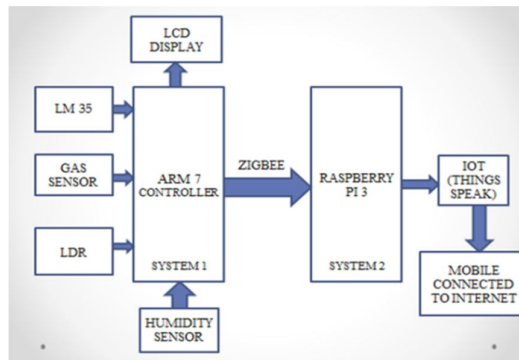 LCD
DISPLAY
LM 35
GAS
SENSOR
LDR
ARM 7
CONTROLLER
SYSTEM 1
HUMIDITY
SENSOR
ZIGBEE
RASPBERRY
PI 3
SYSTEM 2
IOT
(THINGS
SPEAK)
MOBILE
CONNECTED
TO INTERNET